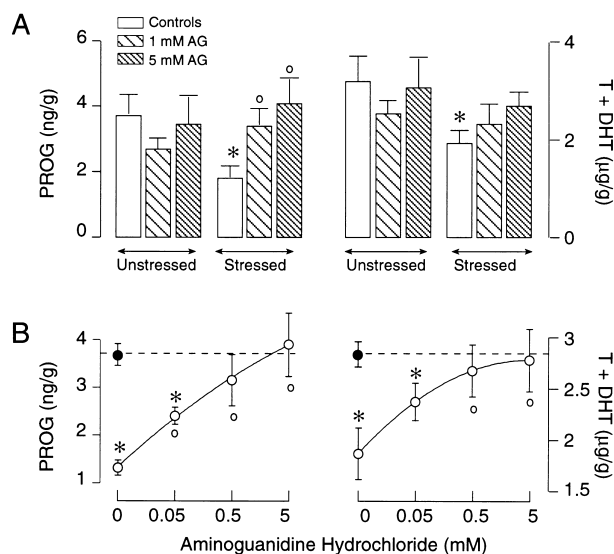 A
Controls
1 mM AG
5 mM AG
PROG (ng/g)
6
4
2
0
o o
*
Unstressed Stressed
*
Unstressed Stressed
4
2
0
T + DHT (µg/g)
B
PROG (ng/g)
4
3
2
1
* * o o o
0 0.05 0.5 5
* * o o
0 0.05 0.5 5
3
2.5
2
1.5
T + DHT (µg/g)
Aminoguanidine Hydrochloride (mM)